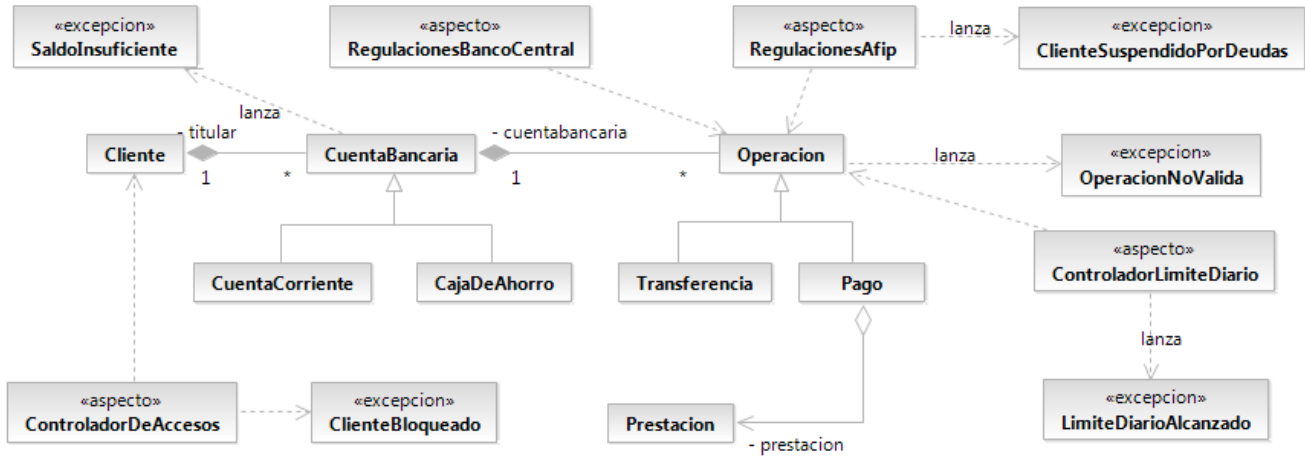 «excepcion»
SaldoInsuficiente
«aspecto»
RegulacionesBancoCentral
«aspecto»
RegulacionesAfip
lanza
«excepcion»
ClienteSuspendidoPorDeudas
lanza
- titular
- cuentabancaria
Cliente
CuentaBancaria
Operacion
lanza
«excepcion»
OperacionNoValida
1
*
1
*
«aspecto»
ControladorLimiteDiario
CuentaCorriente
CajaDeAhorro
Transferencia
Pago
lanza
«aspecto»
ControladorDeAccesos
«excepcion»
ClienteBloqueado
Prestacion
- prestacion
«excepcion»
LimiteDiarioAlcanzado